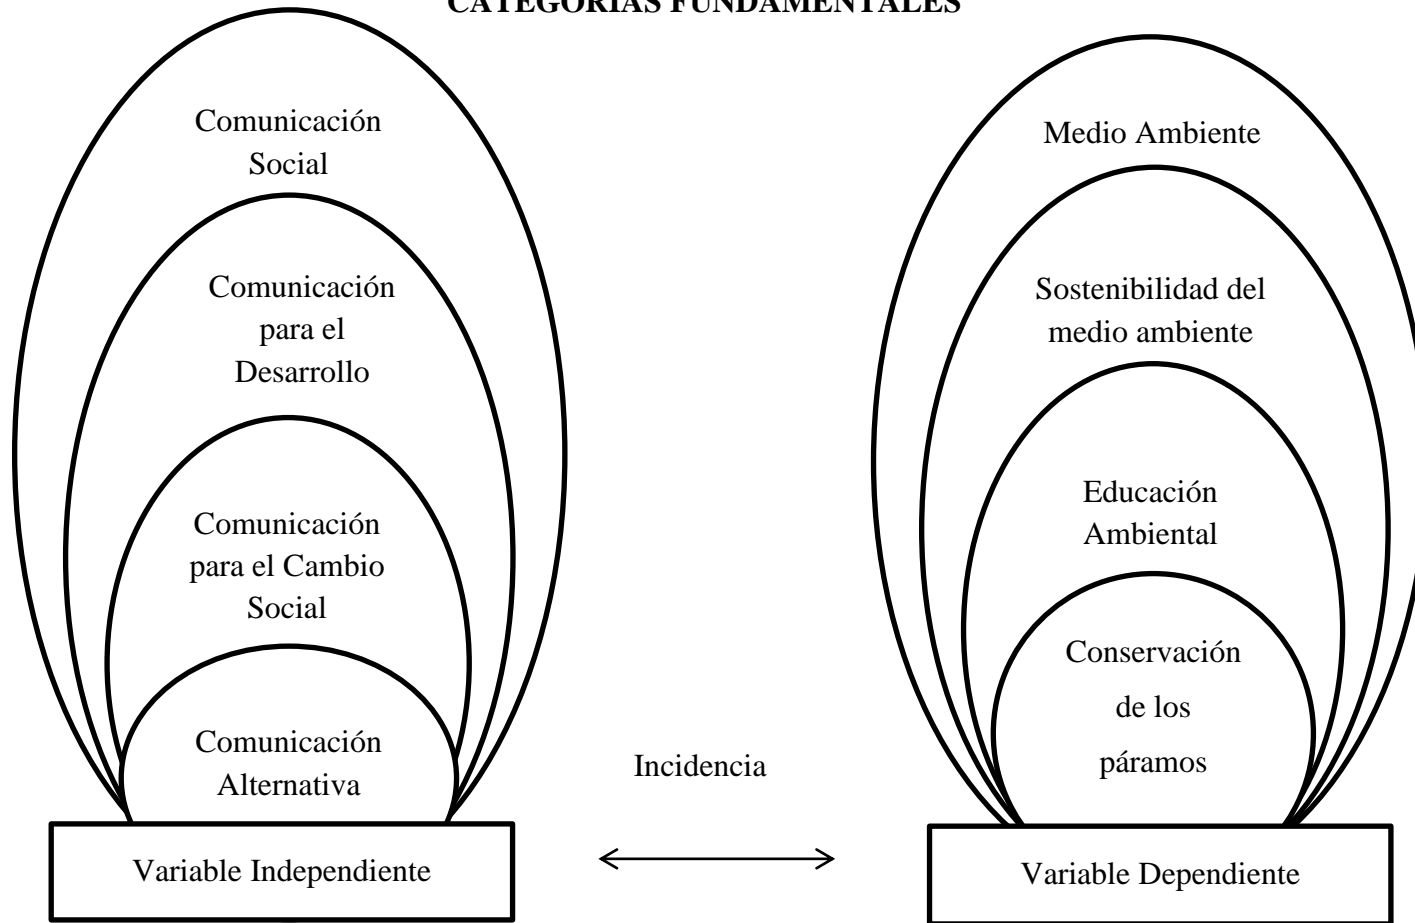 CATEGORÍAS FUNDAMENTALES
Comunicación
Social
Comunicación
para el
Desarrollo
Comunicación
para el Cambio
Social
Comunicación
Alternativa
Variable Independiente
Incidencia
Medio Ambiente
Sostenibilidad del
medio ambiente
Educación
Ambiental
Conservación
de los
páramos
Variable Dependiente